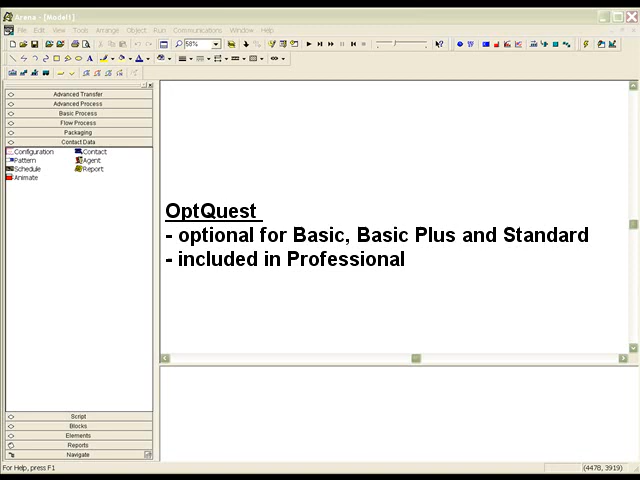 Arena - [Model1]
File Edit View Tools Arrange Object Run Communications Window Help
58%
Advanced Transfer
Advanced Process
Basic Process
Flow Process
Packaging
Contact Data
Configuration Contact
Pattern Agent
Schedule Report
Animate
OptQuest
- optional for Basic, Basic Plus and Standard
- included in Professional
Script
Blocks
Elements
Reports
Navigate
For Help, press F1
(4478, 3919)